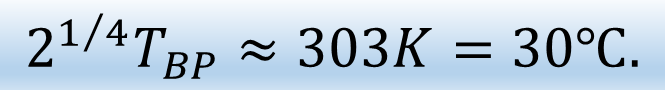 2^{1/4}T_{BP} ≈ 303K = 30°C.